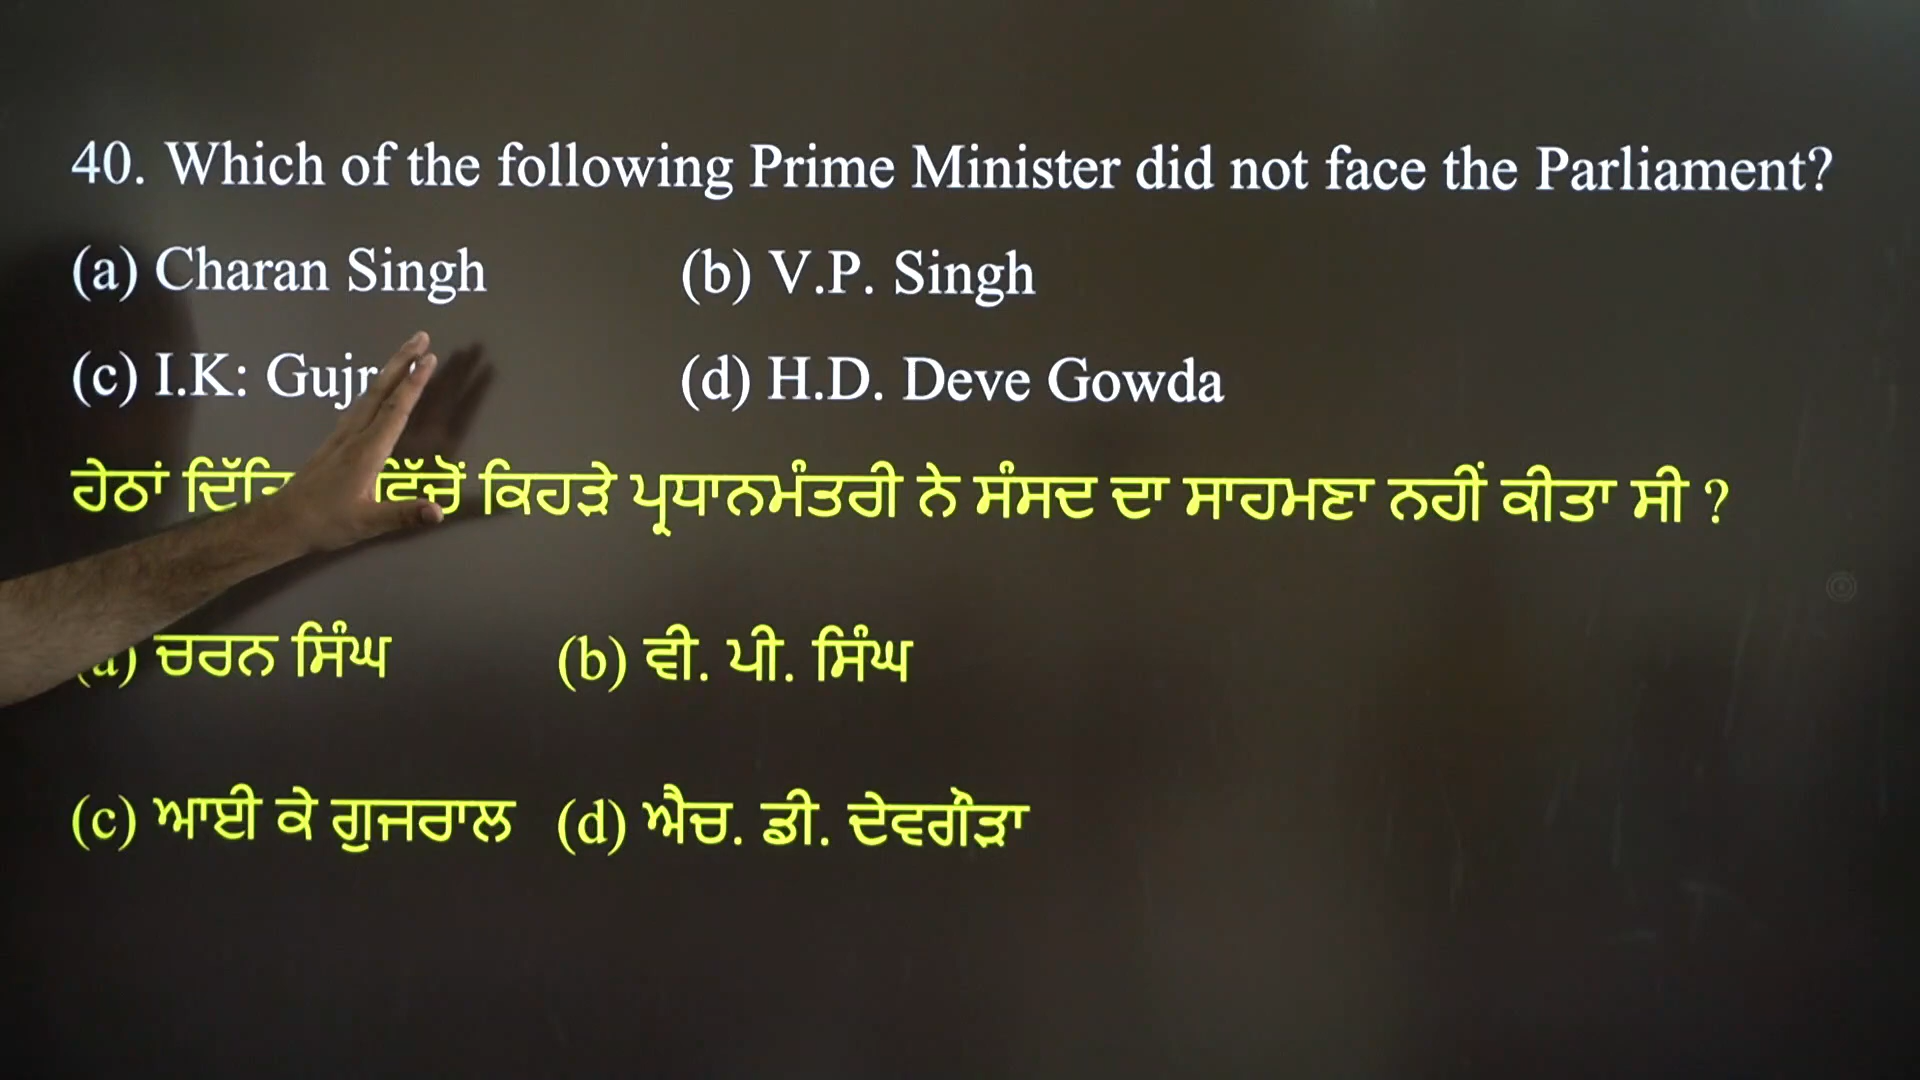 40. Which of the following Prime Minister did not face the Parliament?
(a) Charan Singh (b) V.P. Singh
(c) I.K: (d) H.D. Deve Gowda
ਹੇਠਾਂ ਵਿੱਚੋਂ ਕਿਹੜੇ ਪ੍ਰਧਾਨਮੰਤਰੀ ਨੇ ਸੰਸਦ ਦਾ ਸਾਹਮਣਾ ਨਹੀਂ ਕੀਤਾ ਸੀ ?
(a) ਚਰਨ ਸਿੰਘ (b) ਵੀ. ਪੀ. ਸਿੰਘ
(c) ਆਈ ਕੇ ਗੁਜਰਾਲ (d) ਐਚ. ਡੀ. ਦੇਵਗੌੜਾ